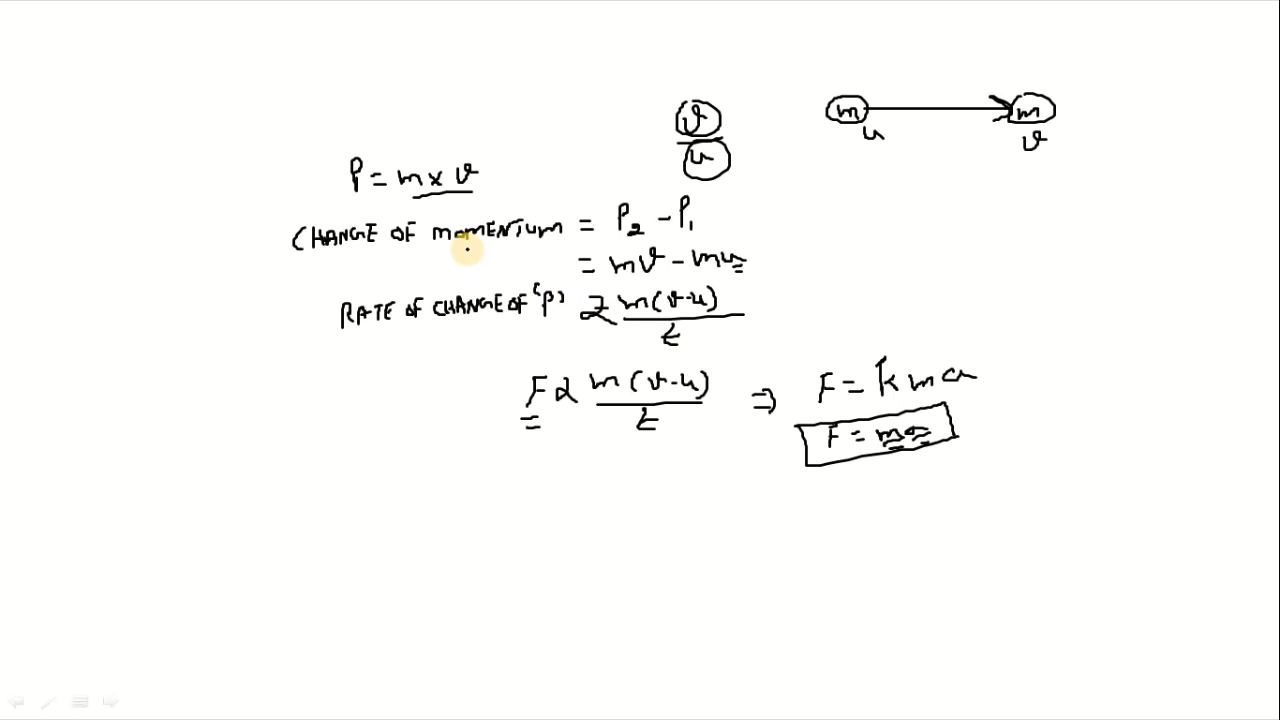 m → m
u v
v
u
P = m × v
CHANGE OF MOMENTUM = P₂ - P₁
= mv - mu
RATE OF CHANGE OF 'p' = m(v-u)/t
F α m(v-u)/t ⇒ F = k m a
F = ma